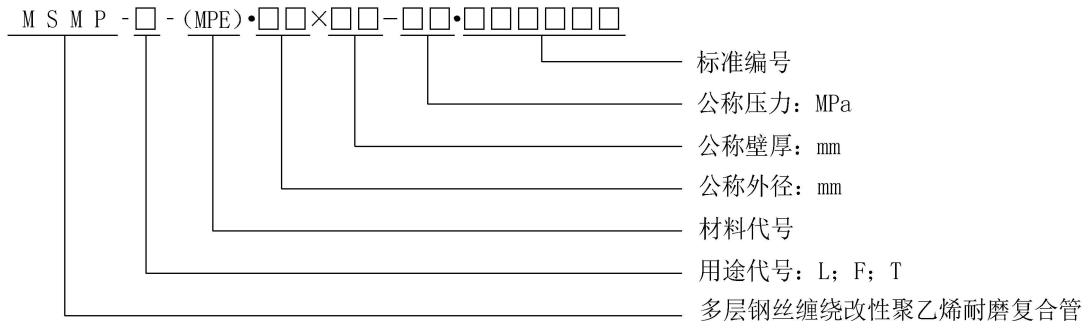 MSMP-□-(MPE)•□□×□□-□□•□□□□□□
标准编号
公称压力：MPa
公称壁厚：mm
公称外径：mm
材料代号
用途代号：L；F；T
多层钢丝缠绕改性聚乙烯耐磨复合管